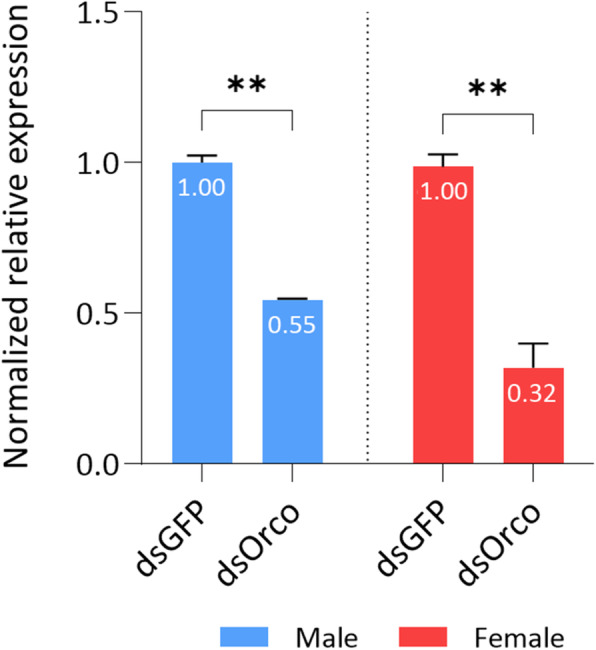 Normalized relative expression
1.5
1.0
0.5
0.0
**
**
1.00
0.55
1.00
0.32
dsGFP
dsOrco
dsGFP
dsOrco
Male
Female